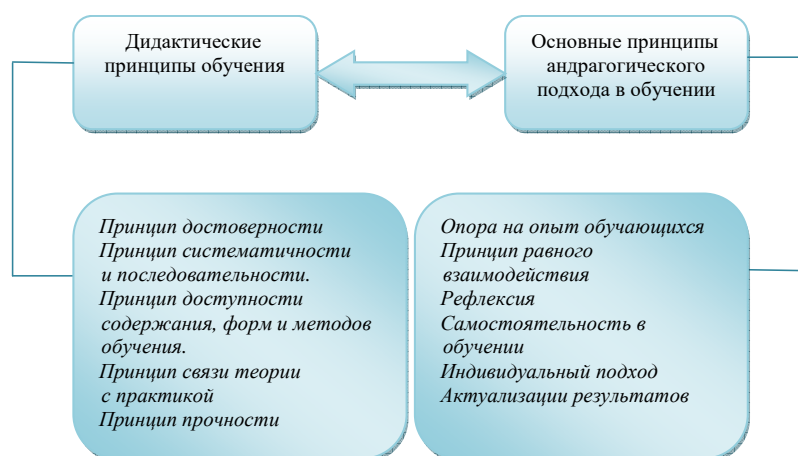 Дидактические
принципы обучения
Основные принципы
андрагогического
подхода в обучении
Принцип достоверности
Принцип систематичности
и последовательности.
Принцип доступности
содержания, форм и методов
обучения.
Принцип связи теории
с практикой
Принцип прочности
Опора на опыт обучающихся
Принцип равного
взаимодействия
Рефлексия
Самостоятельность в
обучении
Индивидуальный подход
Актуализации результатов